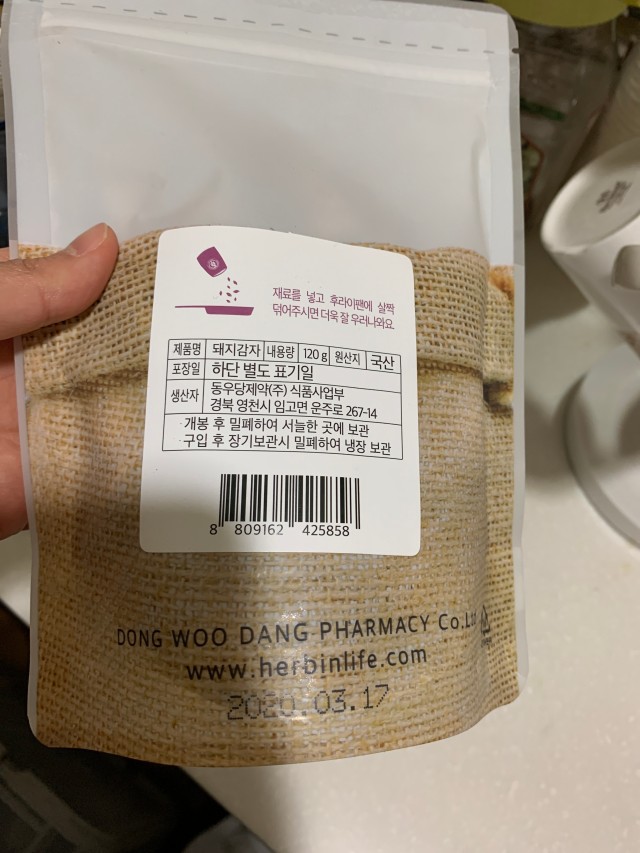 재료를 넣고 후라이팬에 살짝
덖어주시면 더욱 잘 우러나와요.
제품명 돼지감자 내용량 120 g 원산지 국산
포장일 하단 별도 표기일
생산자 동우당제약(주) 식품사업부
경북 영천시 임고면 운주로 267-14
· 개봉 후 밀폐하여 서늘한 곳에 보관
· 구입 후 장기보관시 밀폐하여 냉장 보관
8 809162 425858
DONG WOO DANG PHARMACY Co.Lt
www.herbinlife.com
2020.03.17